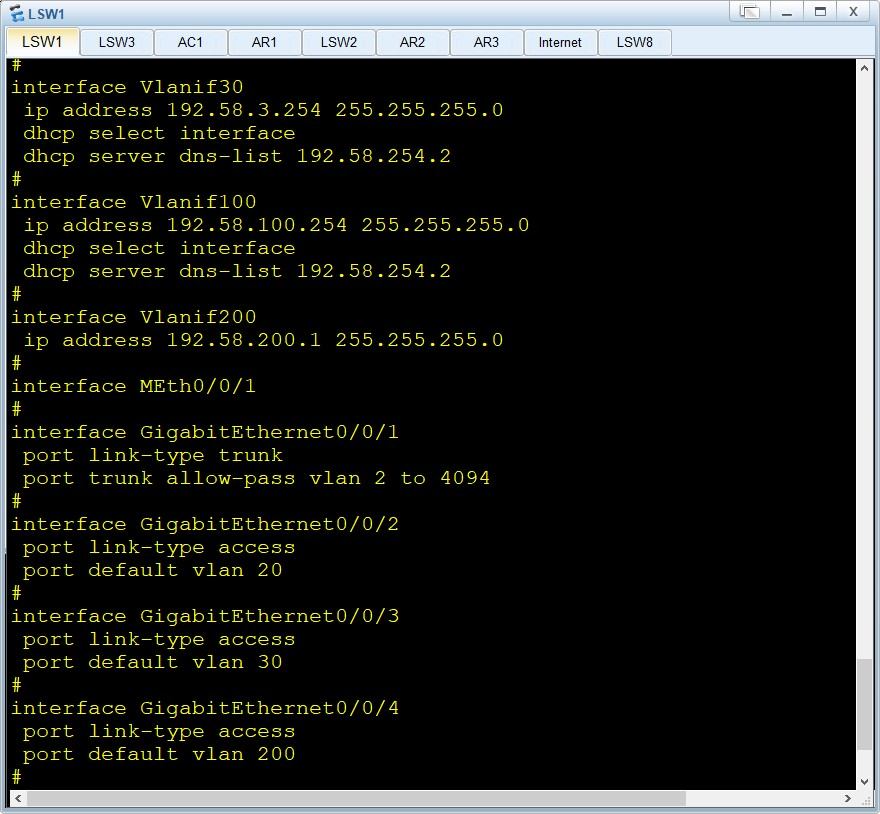 LSW1
LSW1 LSW3 AC1 AR1 LSW2 AR2 AR3 Internet LSW8
#
interface Vlanif30
 ip address 192.58.3.254 255.255.255.0
 dhcp select interface
 dhcp server dns-list 192.58.254.2
#
interface Vlanif100
 ip address 192.58.100.254 255.255.255.0
 dhcp select interface
 dhcp server dns-list 192.58.254.2
#
interface Vlanif200
 ip address 192.58.200.1 255.255.255.0
#
interface MEth0/0/1
#
interface GigabitEthernet0/0/1
 port link-type trunk
 port trunk allow-pass vlan 2 to 4094
#
interface GigabitEthernet0/0/2
 port link-type access
 port default vlan 20
#
interface GigabitEthernet0/0/3
 port link-type access
 port default vlan 30
#
interface GigabitEthernet0/0/4
 port link-type access
 port default vlan 200
#